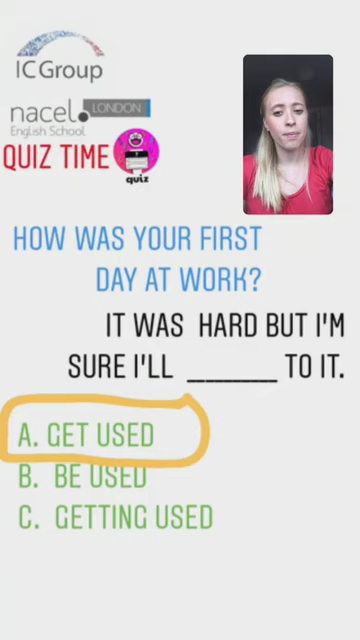 IC Group
nacel. LONDON
English School
QUIZ TIME
quiz
HOW WAS YOUR FIRST
DAY AT WORK?
IT WAS HARD BUT I'M
SURE I'LL ________ TO IT.
A. GET USED
B. BE USED
C. GETTING USED